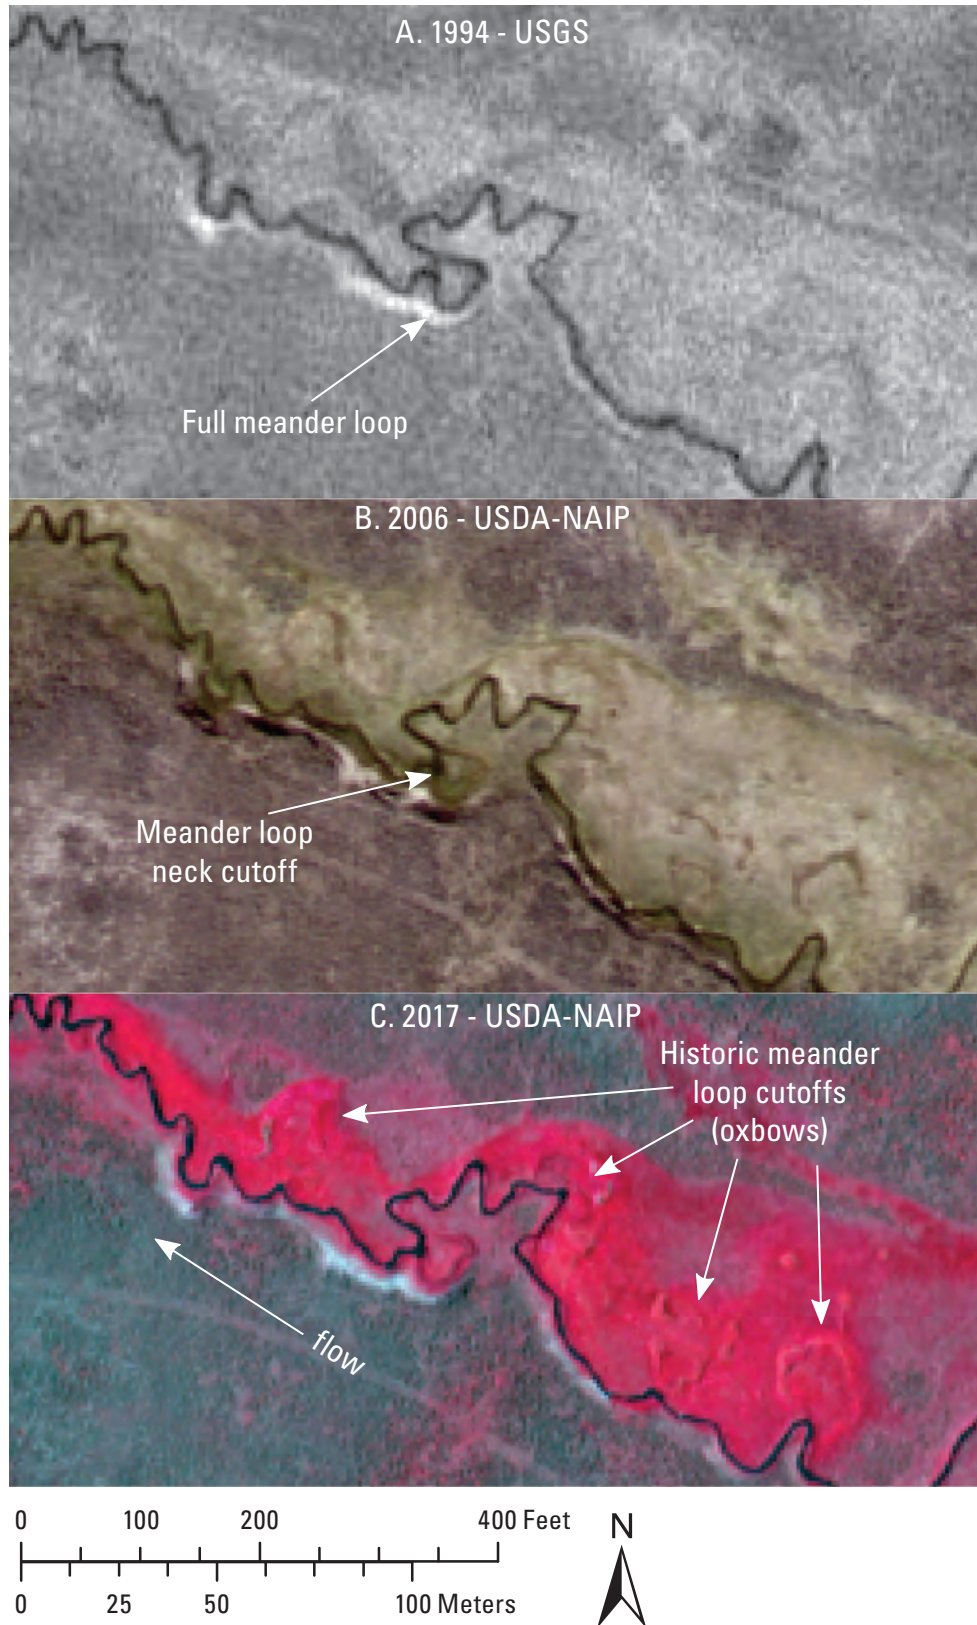 A. 1994 - USGS
Full meander loop
B. 2006 - USDA-NAIP
Meander loop
neck cutoff
C. 2017 - USDA-NAIP
Historic meander
loop cutoffs
(oxbows)
flow
0 100 200 400 Feet
0 25 50 100 Meters
N